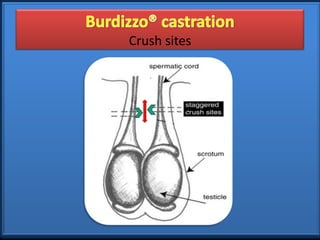 Burdizzo® castration
Crush sites
spermatic cord
staggered
crush sites
scrotum
testicle